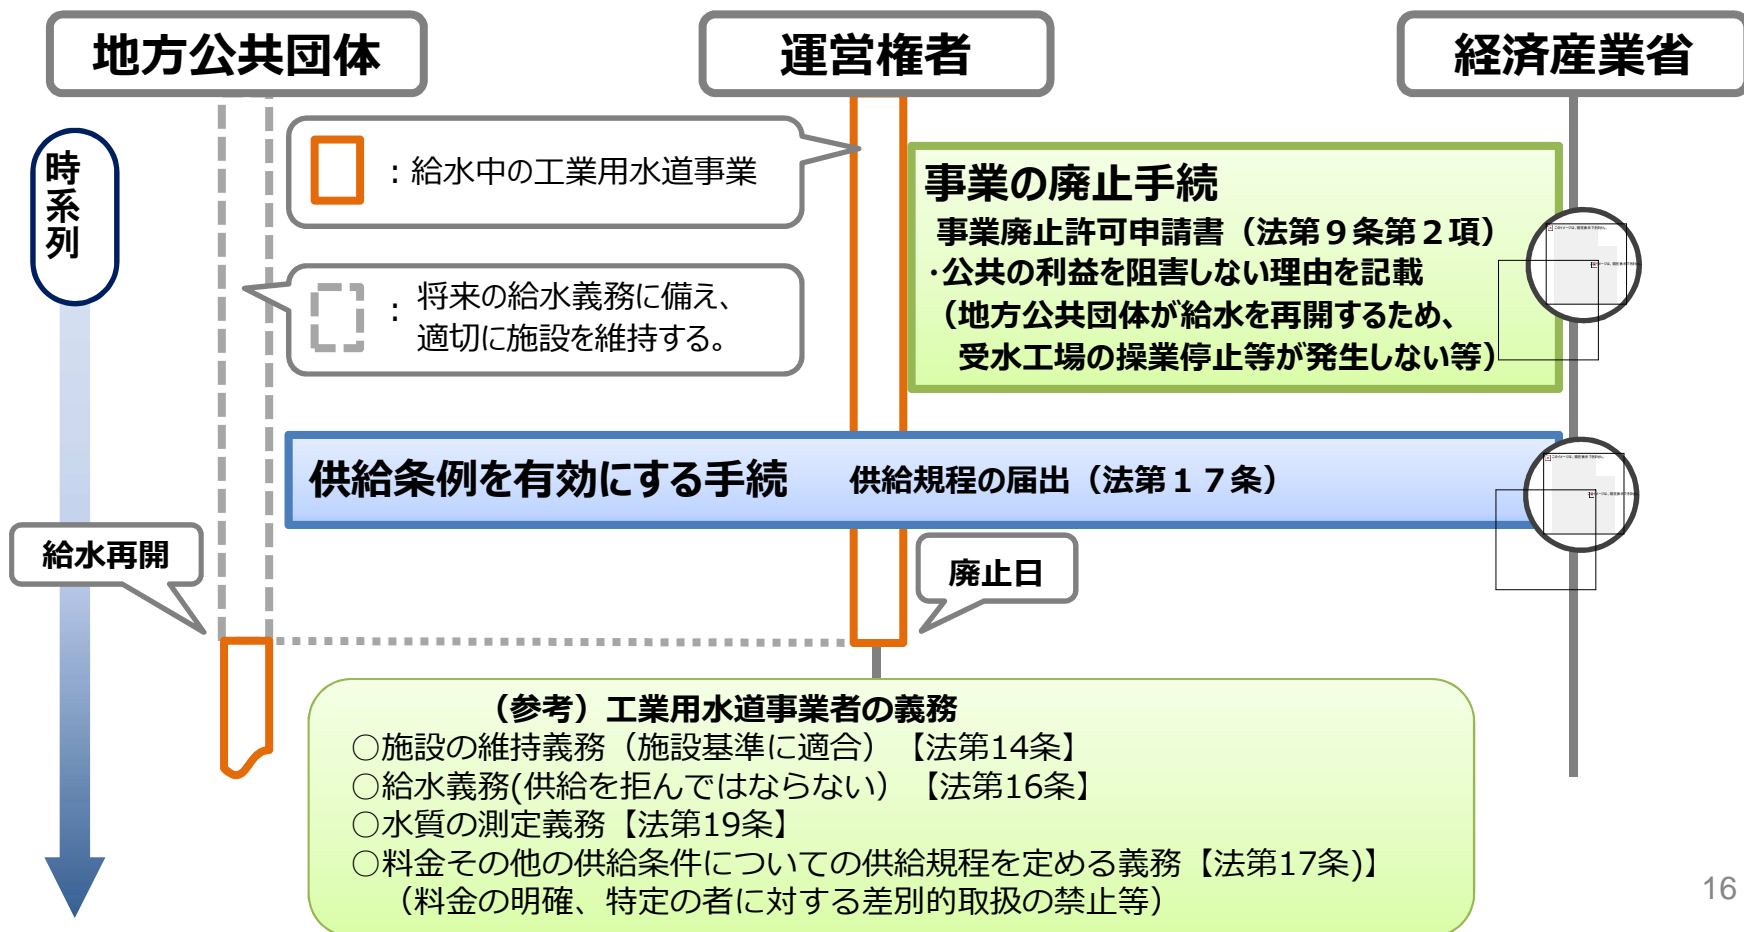 地方公共団体
運営権者
経済産業省
時系列
：給水中の工業用水道事業
： 将来の給水義務に備え、
適切に施設を維持する。
事業の廃止手続
事業廃止許可申請書（法第９条第２項）
・公共の利益を阻害しない理由を記載
（地方公共団体が給水を再開するため、
受水工場の操業停止等が発生しない等）
供給条例を有効にする手続 供給規程の届出（法第１７条）
給水再開
廃止日
（参考）工業用水道事業者の義務
○施設の維持義務（施設基準に適合）【法第14条】
○給水義務(供給を拒んではならない）【法第16条】
○水質の測定義務【法第19条】
○料金その他の供給条件についての供給規程を定める義務【法第17条)】
（料金の明確、特定の者に対する差別的取扱の禁止等）
16